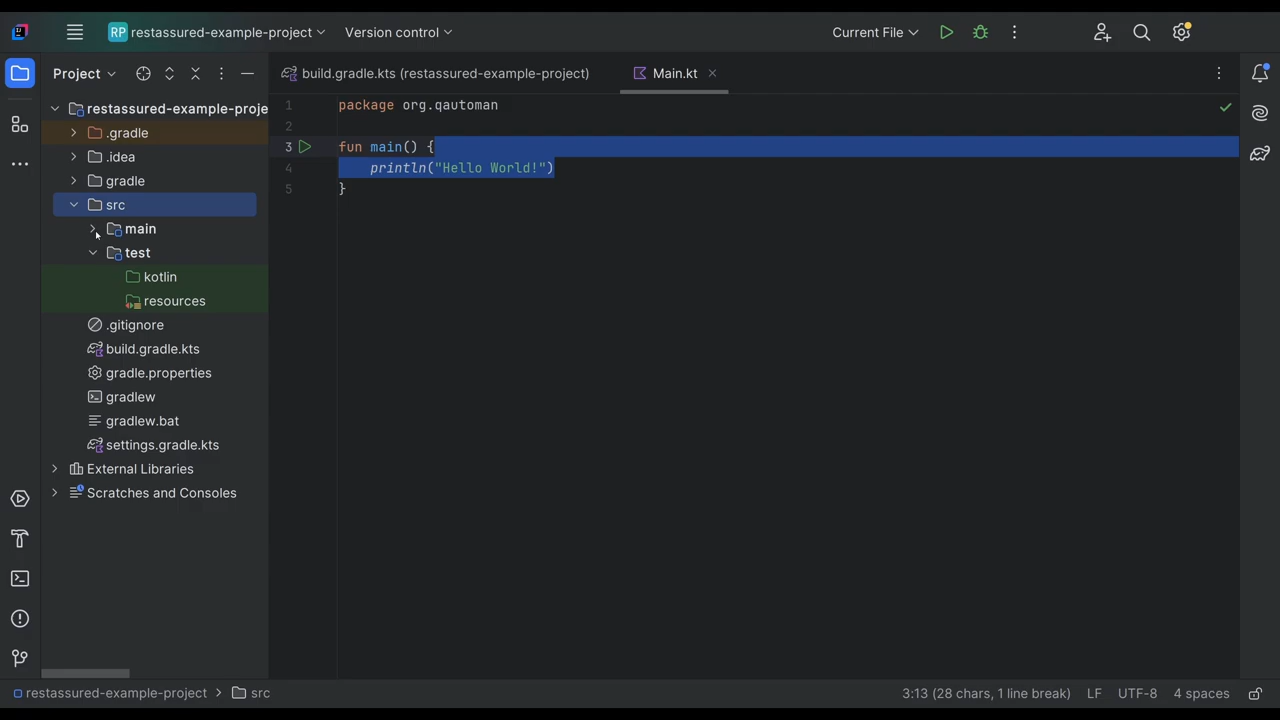 RP restassured-example-project Version control Current File
Project
build.gradle.kts (restassured-example-project) Main.kt
restassured-example-proje
.gradle
.idea
gradle
src
main
test
kotlin
resources
.gitignore
build.gradle.kts
gradle.properties
gradlew
gradlew.bat
settings.gradle.kts
External Libraries
Scratches and Consoles
1 package org.qautoman
2
3 fun main() {
4 println("Hello World!")
5 }
restassured-example-project > src 3:13 (28 chars, 1 line break) LF UTF-8 4 spaces